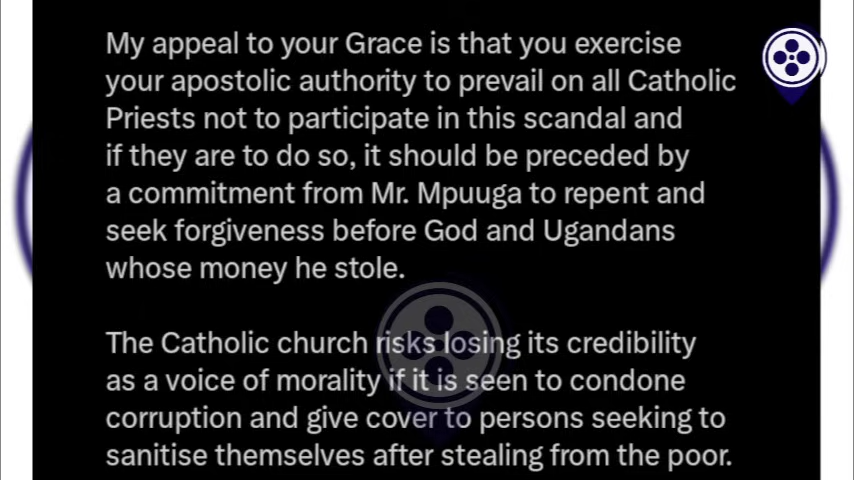 My appeal to your Grace is that you exercise
your apostolic authority to prevail on all Catholic
Priests not to participate in this scandal and
if they are to do so, it should be preceded by
a commitment from Mr. Mpuuga to repent and
seek forgiveness before God and Ugandans
whose money he stole.
The Catholic church risks losing its credibility
as a voice of morality if it is seen to condone
corruption and give cover to persons seeking to
sanitise themselves after stealing from the poor.